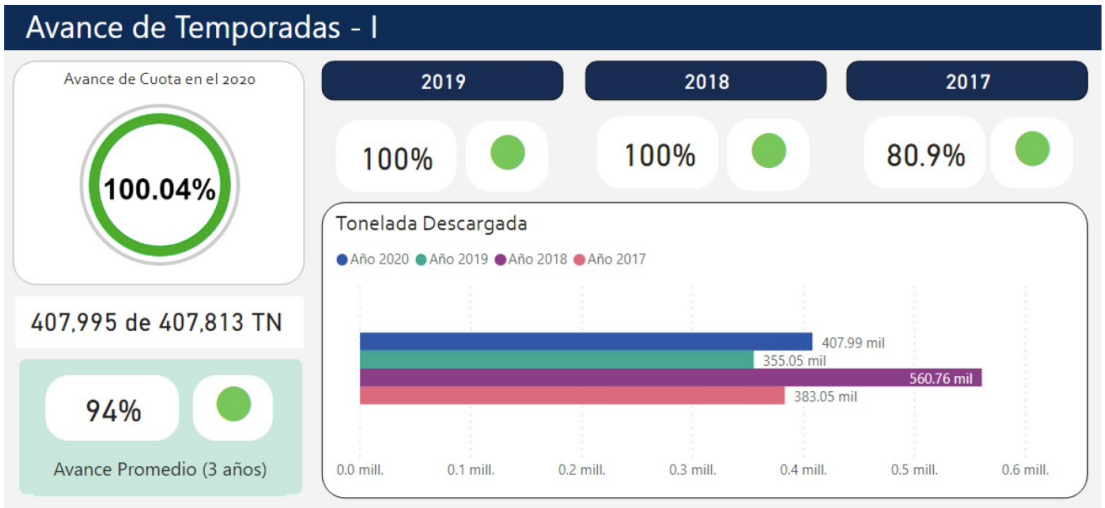 Avance de Temporadas - I
Avance de Cuota en el 2020
100.04%
407,995 de 407,813 TN
94%
Avance Promedio (3 años)
2019
2018
2017
100%
100%
80.9%
Tonelada Descargada
Año 2020 Año 2019 Año 2018 Año 2017
407.99 mil
355.05 mil
560.76 mil
383.05 mil
0.0 mill. 0.1 mill. 0.2 mill. 0.3 mill. 0.4 mill. 0.5 mill. 0.6 mill.